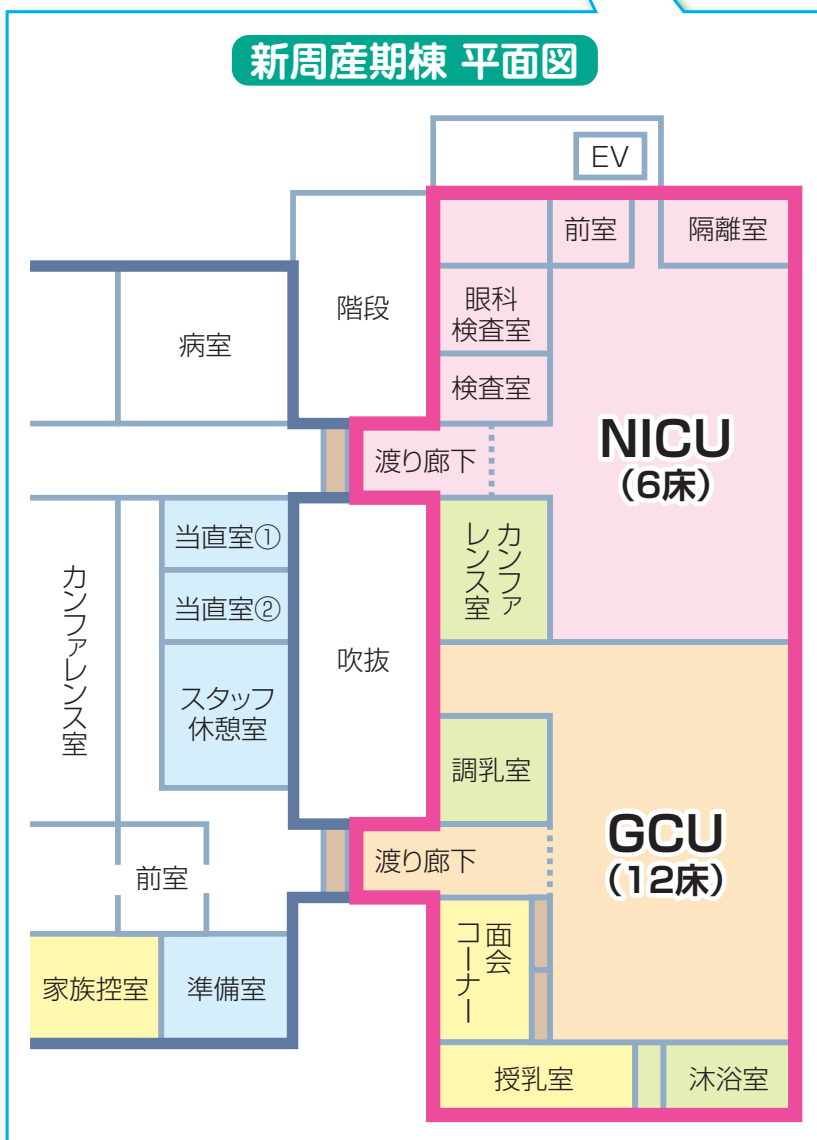 新周産期棟 平面図
EV
前室
隔離室
階段
眼科
検査室
病室
検査室
NICU
（6床）
渡り廊下
当直室①
カンファ
レンス室
カンファレンス室
当直室②
吹抜
スタッフ
休憩室
調乳室
GCU
（12床）
渡り廊下
前室
面会
コーナー
家族控室
準備室
授乳室
沐浴室